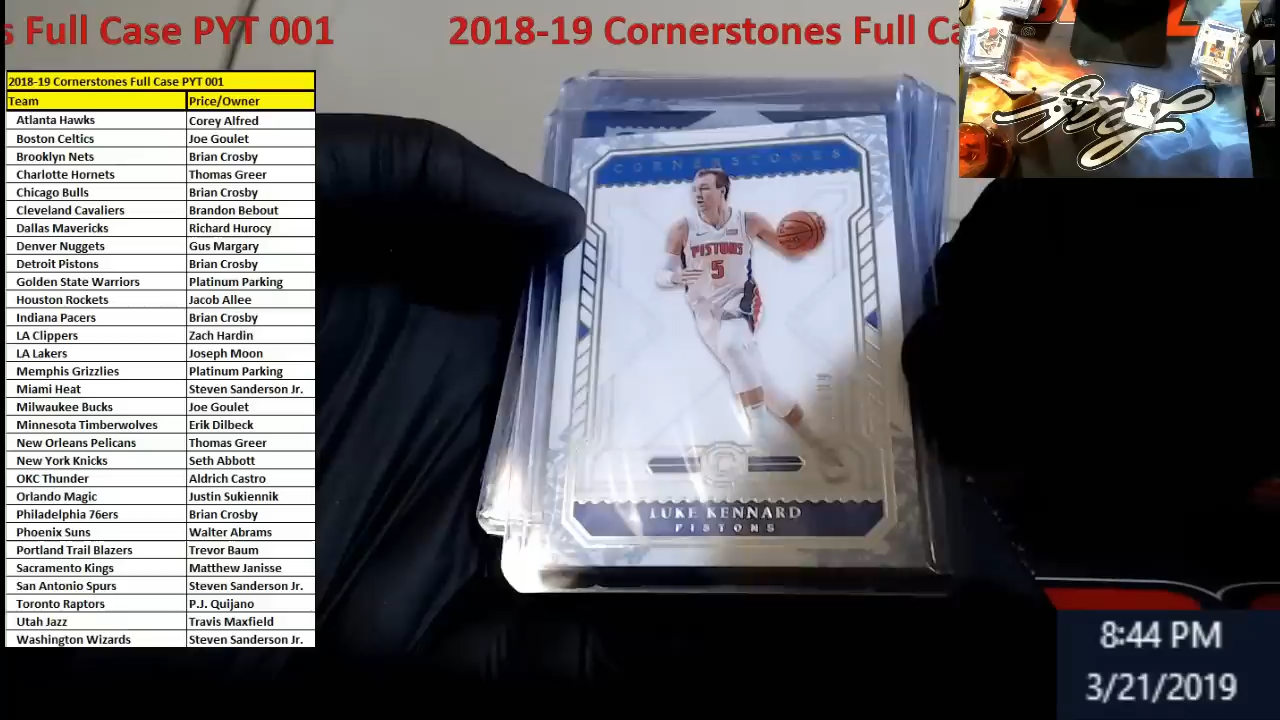 s Full Case PYT 001 2018-19 Cornerstones Full Ca
2018-19 Cornerstones Full Case PYT 001
Team Price/Owner
Atlanta Hawks Corey Alfred
Boston Celtics Joe Goulet
Brooklyn Nets Brian Crosby
Charlotte Hornets Thomas Greer
Chicago Bulls Brian Crosby
Cleveland Cavaliers Brandon Bebout
Dallas Mavericks Richard Hurocy
Denver Nuggets Gus Margary
Detroit Pistons Brian Crosby
Golden State Warriors Platinum Parking
Houston Rockets Jacob Allee
Indiana Pacers Brian Crosby
LA Clippers Zach Hardin
LA Lakers Joseph Moon
Memphis Grizzlies Platinum Parking
Miami Heat Steven Sanderson Jr.
Milwaukee Bucks Joe Goulet
Minnesota Timberwolves Erik Dilbeck
New Orleans Pelicans Thomas Greer
New York Knicks Seth Abbott
OKC Thunder Aldrich Castro
Orlando Magic Justin Sukiennik
Philadelphia 76ers Brian Crosby
Phoenix Suns Walter Abrams
Portland Trail Blazers Trevor Baum
Sacramento Kings Matthew Janisse
San Antonio Spurs Steven Sanderson Jr.
Toronto Raptors P.J. Quijano
Utah Jazz Travis Maxfield
Washington Wizards Steven Sanderson Jr.
CORNERSTONES
PISTONS
5
LUKE KENNARD
PISTONS
8:44 PM
3/21/2019